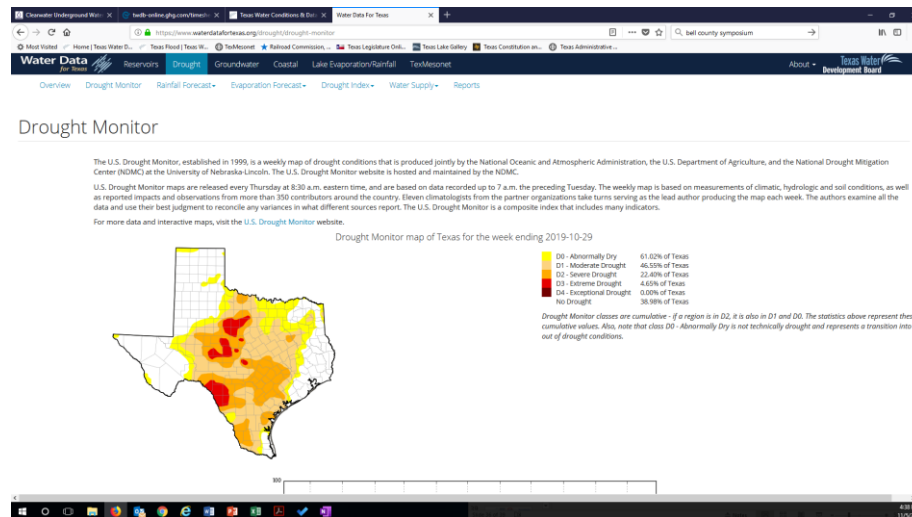 Clearwater Underground Wate
twdb-online.ghg.com/timeshe
Texas Water Conditions & Data
Water Data For Texas
https://www.waterdatafortexas.org/drought/drought-monitor
bell county symposium
Most Visited
Home | Texas Water D...
Texas Flood | Texas W...
TexMesonet
Railroad Commission, ...
Texas Legislature Onli...
Texas Lake Gallery
Texas Constitution an...
Texas Administrative ...
Water Data
for Texas
Reservoirs
Drought
Groundwater
Coastal
Lake Evaporation/Rainfall
TexMesonet
About
Texas Water
Development Board
Overview
Drought Monitor
Rainfall Forecast
Evaporation Forecast
Drought Index
Water Supply
Reports
Drought Monitor
The U.S. Drought Monitor, established in 1999, is a weekly map of drought conditions that is produced jointly by the National Oceanic and Atmospheric Administration, the U.S. Department of Agriculture, and the National Drought Mitigation
Center (NDMC) at the University of Nebraska-Lincoln. The U.S. Drought Monitor website is hosted and maintained by the NDMC.
U.S. Drought Monitor maps are released every Thursday at 8:30 a.m. eastern time, and are based on data recorded up to 7 a.m. the preceding Tuesday. The weekly map is based on measurements of climatic, hydrologic and soil conditions, as well
as reported impacts and observations from more than 350 contributors around the country. Eleven climatologists from the partner organizations take turns serving as the lead author producing the map each week. The authors examine all the
data and use their best judgment to reconcile any variances in what different sources report. The U.S. Drought Monitor is a composite index that includes many indicators.
For more data and interactive maps, visit the U.S. Drought Monitor website.
Drought Monitor map of Texas for the week ending 2019-10-29
D0 - Abnormally Dry 61.02% of Texas
D1 - Moderate Drought 46.55% of Texas
D2 - Severe Drought 22.40% of Texas
D3 - Extreme Drought 4.65% of Texas
D4 - Exceptional Drought 0.00% of Texas
No Drought 38.98% of Texas
Drought Monitor classes are cumulative - if a region is in D2, it is also in D1 and D0. The statistics above represent thes
cumulative values. Also, note that class D0 - Abnormally Dry is not technically drought and represents a transition into
out of drought conditions.